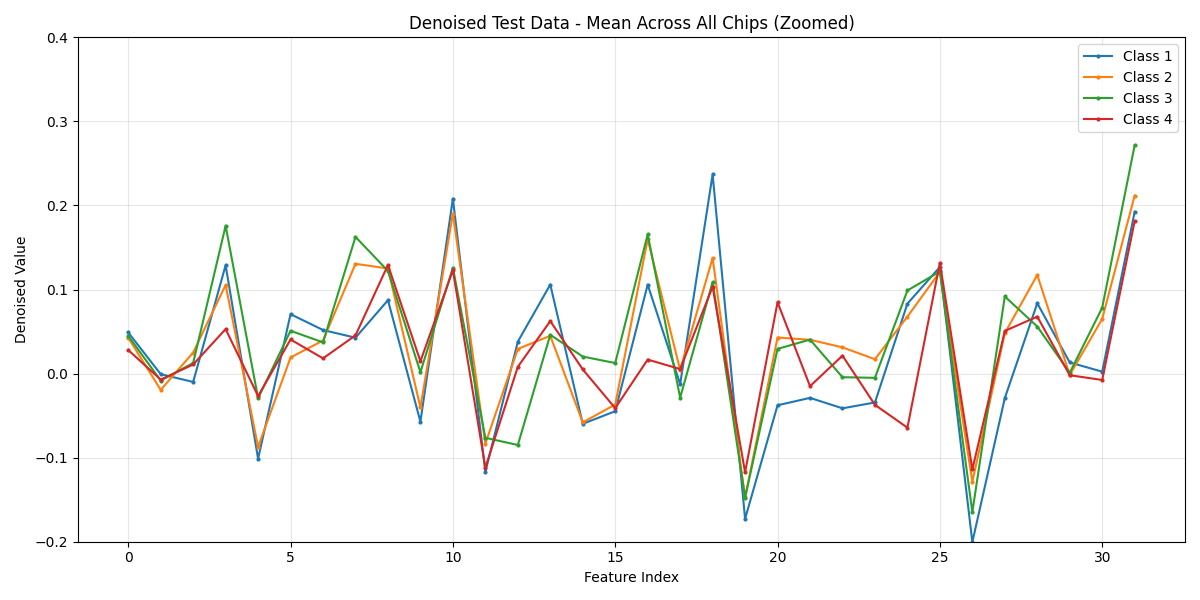 Denoised Test Data - Mean Across All Chips (Zoomed)
Class 1
Class 2
Class 3
Class 4
Denoised Value
0.4
0.3
0.2
0.1
0.0
−0.1
−0.2
0 5 10 15 20 25 30
Feature Index